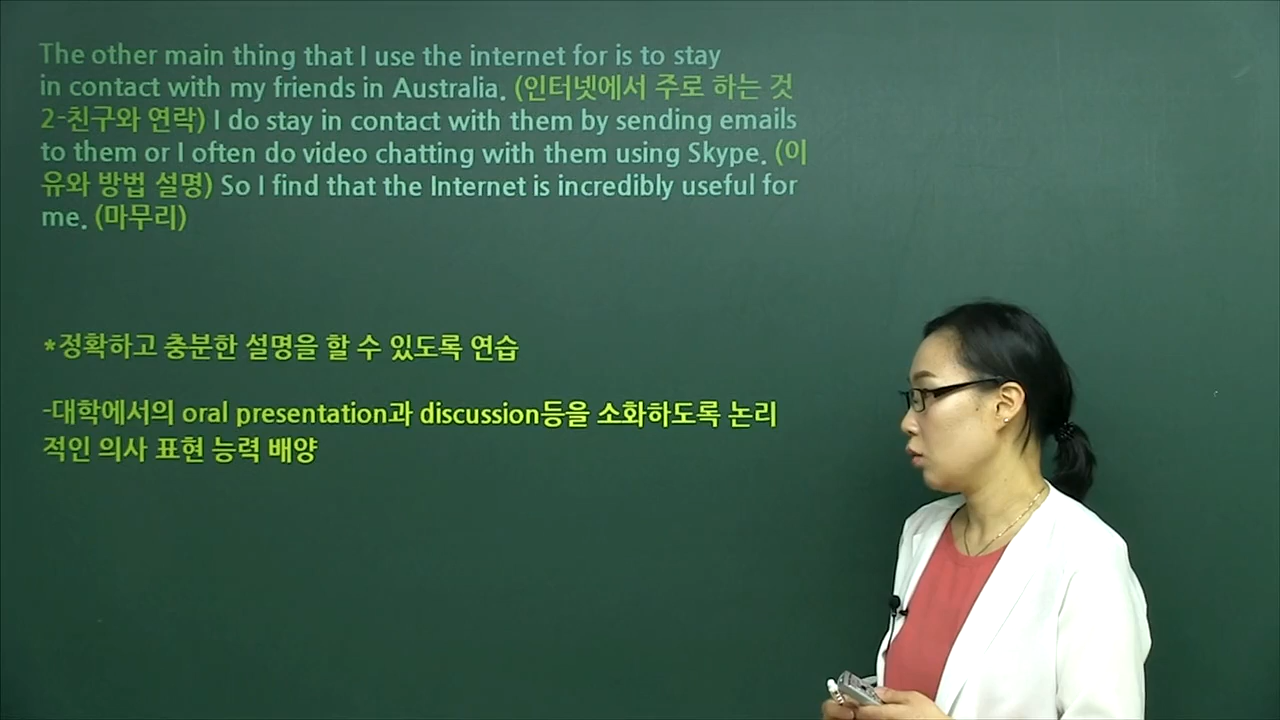 The other main thing that I use the internet for is to stay
in contact with my friends in Australia. (인터넷에서 주로 하는 것
2-친구와 연락) I do stay in contact with them by sending emails
to them or I often do video chatting with them using Skype. (이
유와 방법 설명) So I find that the Internet is incredibly useful for
me. (마무리)
*정확하고 충분한 설명을 할 수 있도록 연습
-대학에서의 oral presentation과 discussion등을 소화하도록 논리
적인 의사 표현 능력 배양